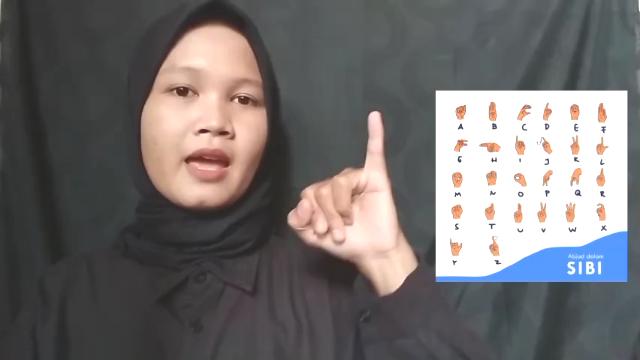 A B C D E F
G H I J K L
M N O P Q R
S T U V W X
Y Z
Abjad dalam
SIBI